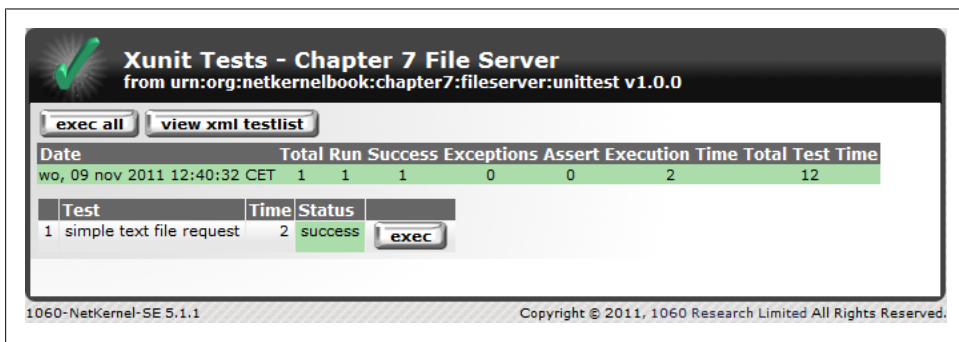 Xunit Tests - Chapter 7 File Server
from urn:org:netkernelbook:chapter7:fileserver:unittest v1.0.0
exec all view xml testlist
Date Total Run Success Exceptions Assert Execution Time Total Test Time
wo, 09 nov 2011 12:40:32 CET 1 1 1 0 0 2 12
Test Time Status
1 simple text file request 2 success exec
1060-NetKernel-SE 5.1.1 Copyright © 2011, 1060 Research Limited All Rights Reserved.